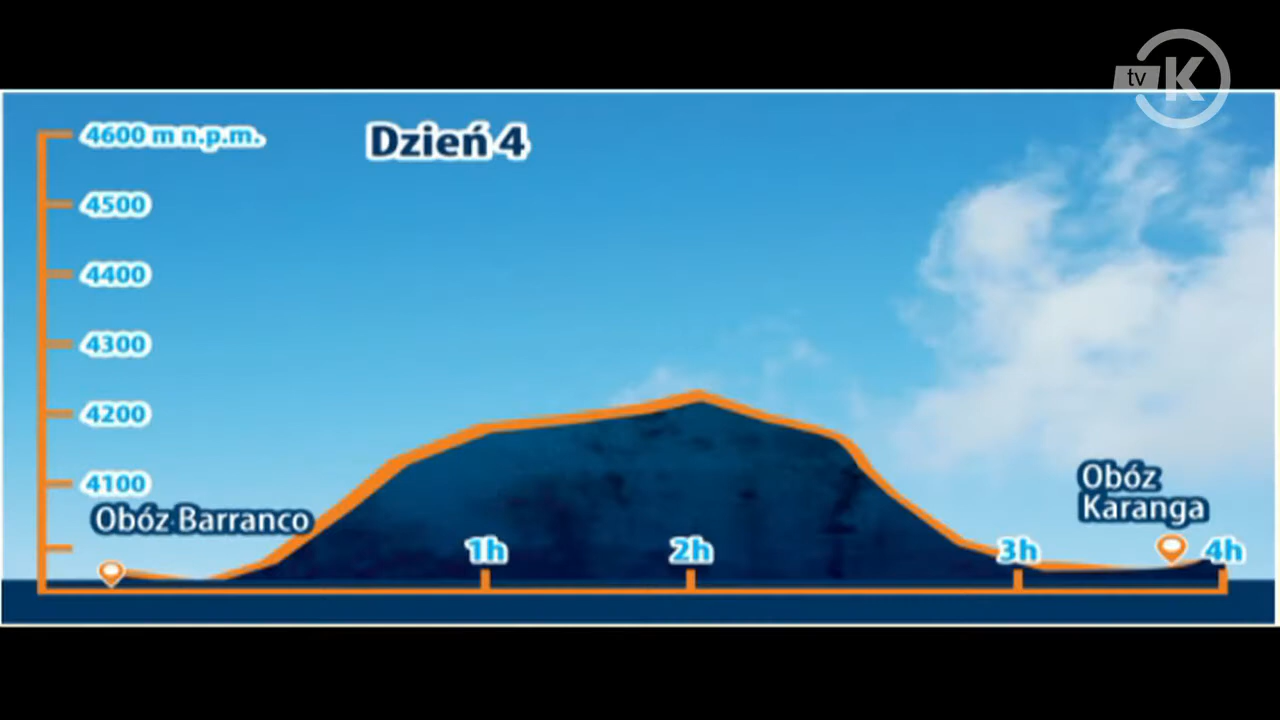 tv K
4600 m n.p.m.
Dzień 4
4500
4400
4300
4200
4100
Obóz Barranco
Obóz
Karanga
1h
2h
3h
4h